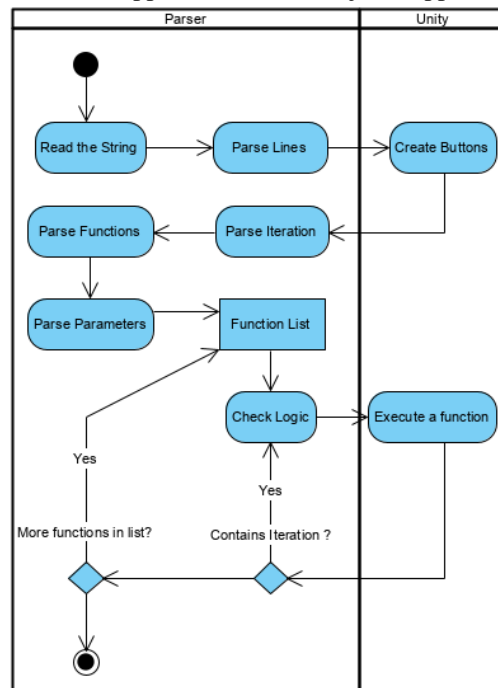 Parser
Unity
Read the String
Parse Lines
Create Buttons
Parse Functions
Parse Iteration
Parse Parameters
Function List
Check Logic
Execute a function
Yes
Yes
More functions in list?
Contains Iteration ?